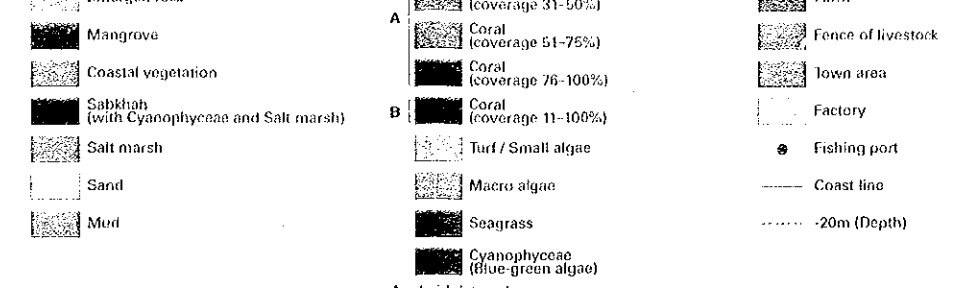 Mangrove
Coastal vegetation
Sabkhah
(with Cyanophyceae and Salt marsh)
Salt marsh
Sand
Mud
A
(coverage 31-50%)
Coral
(coverage 51-75%)
Coral
(coverage 76-100%)
B
Coral
(coverage 11-100%)
Turf / Small algae
Macro algae
Seagrass
Cyanophyceae
(Blue-green algae)
Fence of livestock
Town area
Factory
Fishing port
Coast line
-20m (Depth)